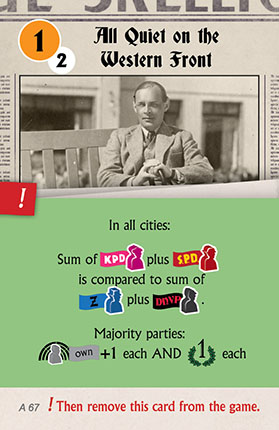 1
2
All Quiet on the
Western Front
!
In all cities:
Sum of KPD plus SPD
is compared to sum of
Z plus DNVP .
Majority parties:
own +1 each AND 1 each
A 67 ! Then remove this card from the game.